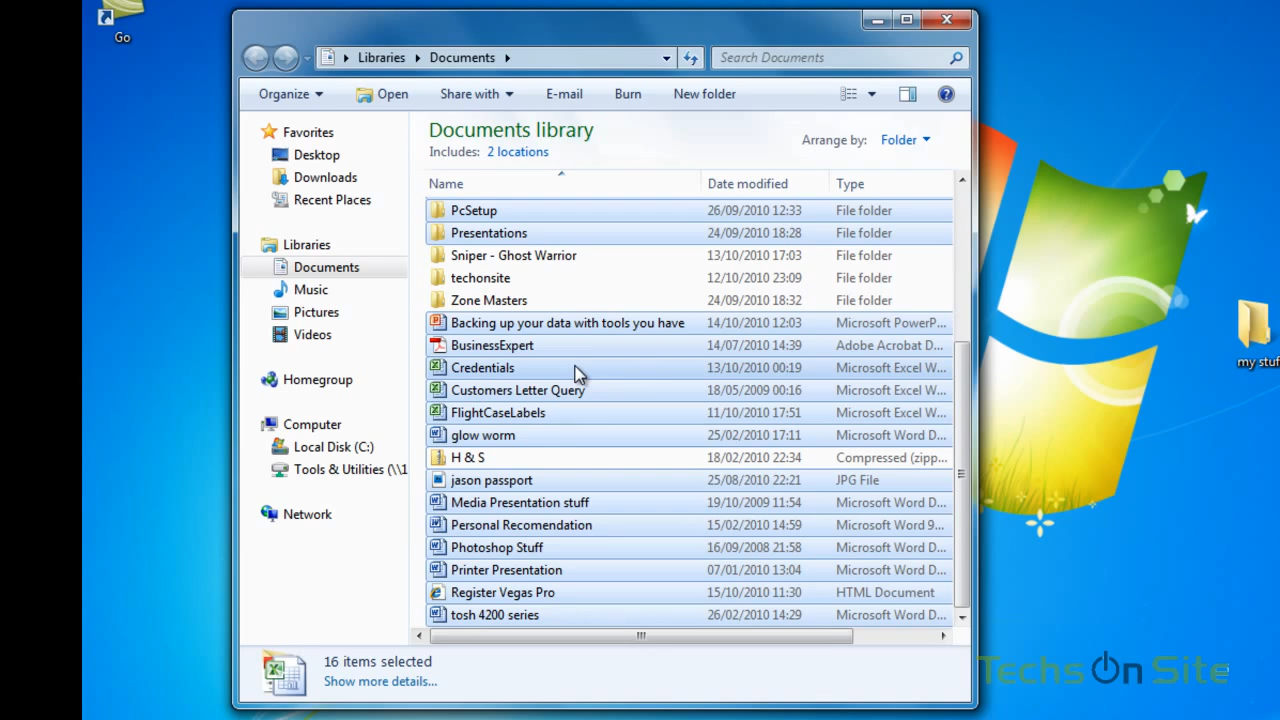 Go
Libraries Documents
Search Documents
Organize Open Share with E-mail Burn New folder
Favorites
Desktop
Downloads
Recent Places
Libraries
Documents
Music
Pictures
Videos
Homegroup
Computer
Local Disk (C:)
Tools & Utilities (\\1
Network
Documents library
Includes: 2 locations
Arrange by: Folder
Name Date modified Type
PcSetup 26/09/2010 12:33 File folder
Presentations 24/09/2010 18:28 File folder
Sniper - Ghost Warrior 13/10/2010 17:03 File folder
techonsite 12/10/2010 23:09 File folder
Zone Masters 24/09/2010 18:32 File folder
Backing up your data with tools you have 14/10/2010 12:03 Microsoft PowerP...
BusinessExpert 14/07/2010 14:39 Adobe Acrobat D...
Credentials 13/10/2010 00:19 Microsoft Excel W...
Customers Letter Query 18/05/2009 00:16 Microsoft Excel W...
FlightCaseLabels 11/10/2010 17:51 Microsoft Excel W...
glow worm 25/02/2010 17:11 Microsoft Word D...
H & S 18/02/2010 22:34 Compressed (zipp...
jason passport 25/08/2010 22:21 JPG File
Media Presentation stuff 19/10/2009 11:54 Microsoft Word D...
Personal Recomendation 15/02/2010 14:59 Microsoft Word 9...
Photoshop Stuff 16/09/2008 21:58 Microsoft Word D...
Printer Presentation 07/01/2010 13:04 Microsoft Word D...
Register Vegas Pro 15/10/2010 11:30 HTML Document
tosh 4200 series 26/02/2010 14:29 Microsoft Word D...
16 items selected
Show more details...
my stuf
Techs On Site